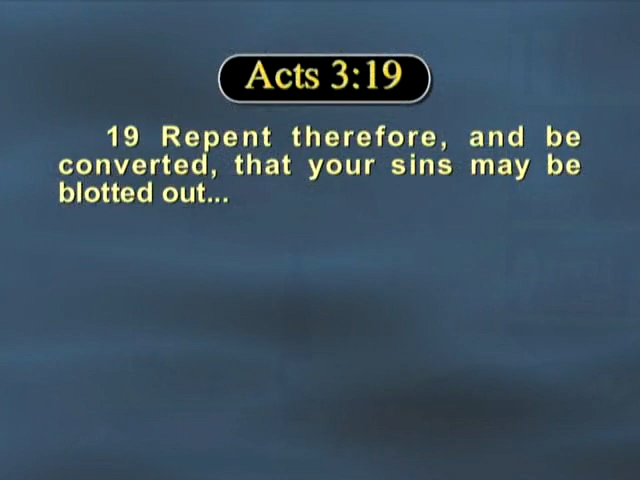 Acts 3:19
19 Repent therefore, and be
converted, that your sins may be
blotted out...